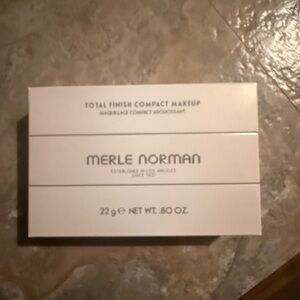 TOTAL FINISH COMPACT MAKEUP
MAQUILLAGE COMPACT ADOUCISSANT
MERLE NORMAN
ESTABLISHED IN LOS ANGELES
SINCE 1931
22 g ℮ NET WT. .80 OZ.